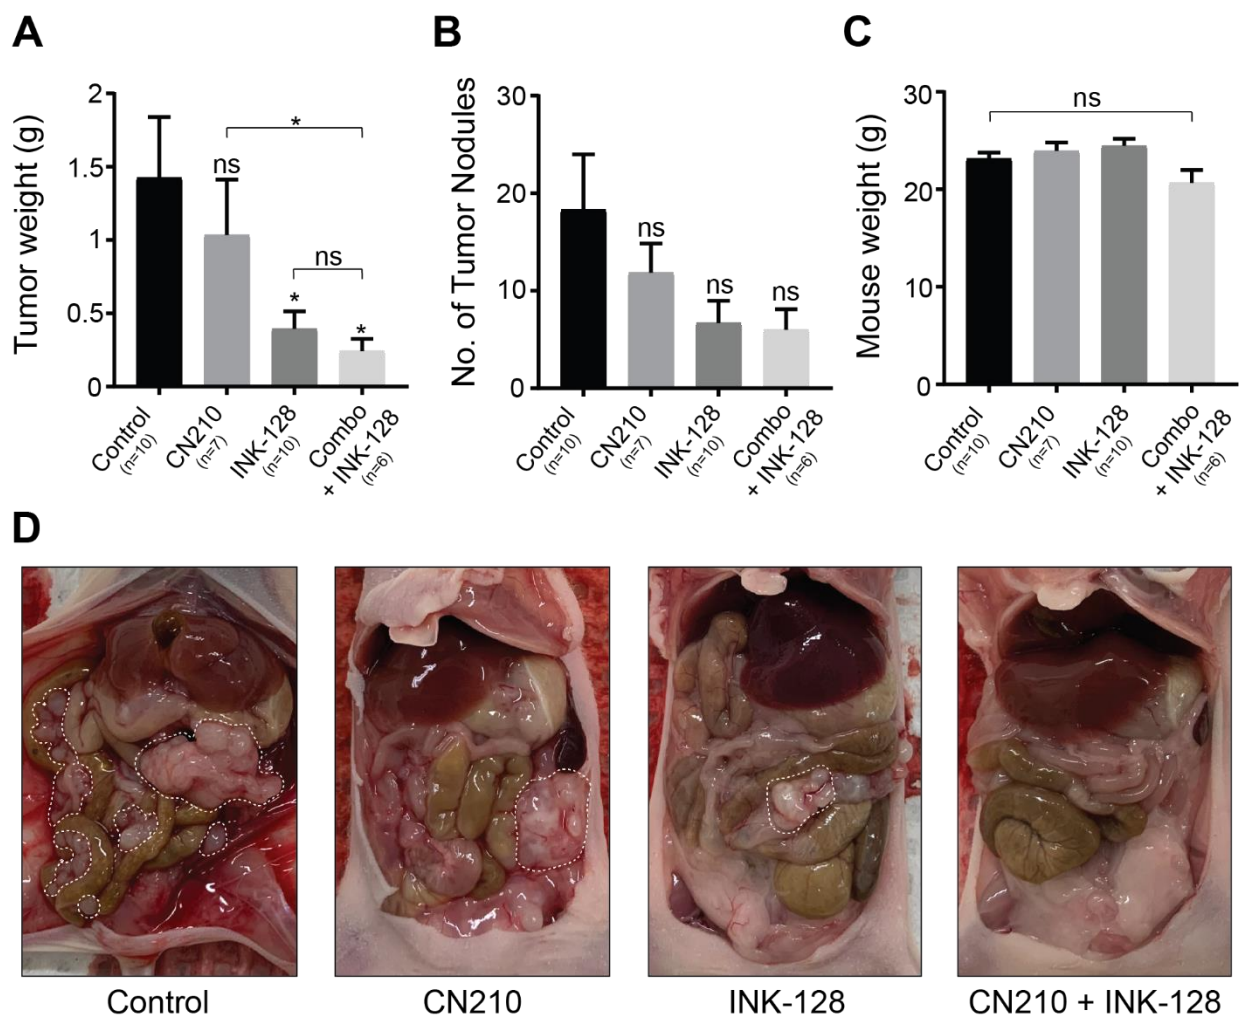 A
Tumor weight (g)
2
1.5
1
0.5
0
ns
*
*
ns
*
Control
(n=10)
CN210
(n=7)
INK-128
(n=10)
Combo
+ INK-128
(n=6)
B
No. of Tumor Nodules
30
20
10
0
ns
ns
ns
Control
(n=10)
CN210
(n=7)
INK-128
(n=10)
Combo
+ INK-128
(n=6)
C
Mouse weight (g)
30
20
10
0
ns
Control
(n=10)
CN210
(n=7)
INK-128
(n=10)
Combo
+ INK-128
(n=6)
D
Control
CN210
INK-128
CN210 + INK-128